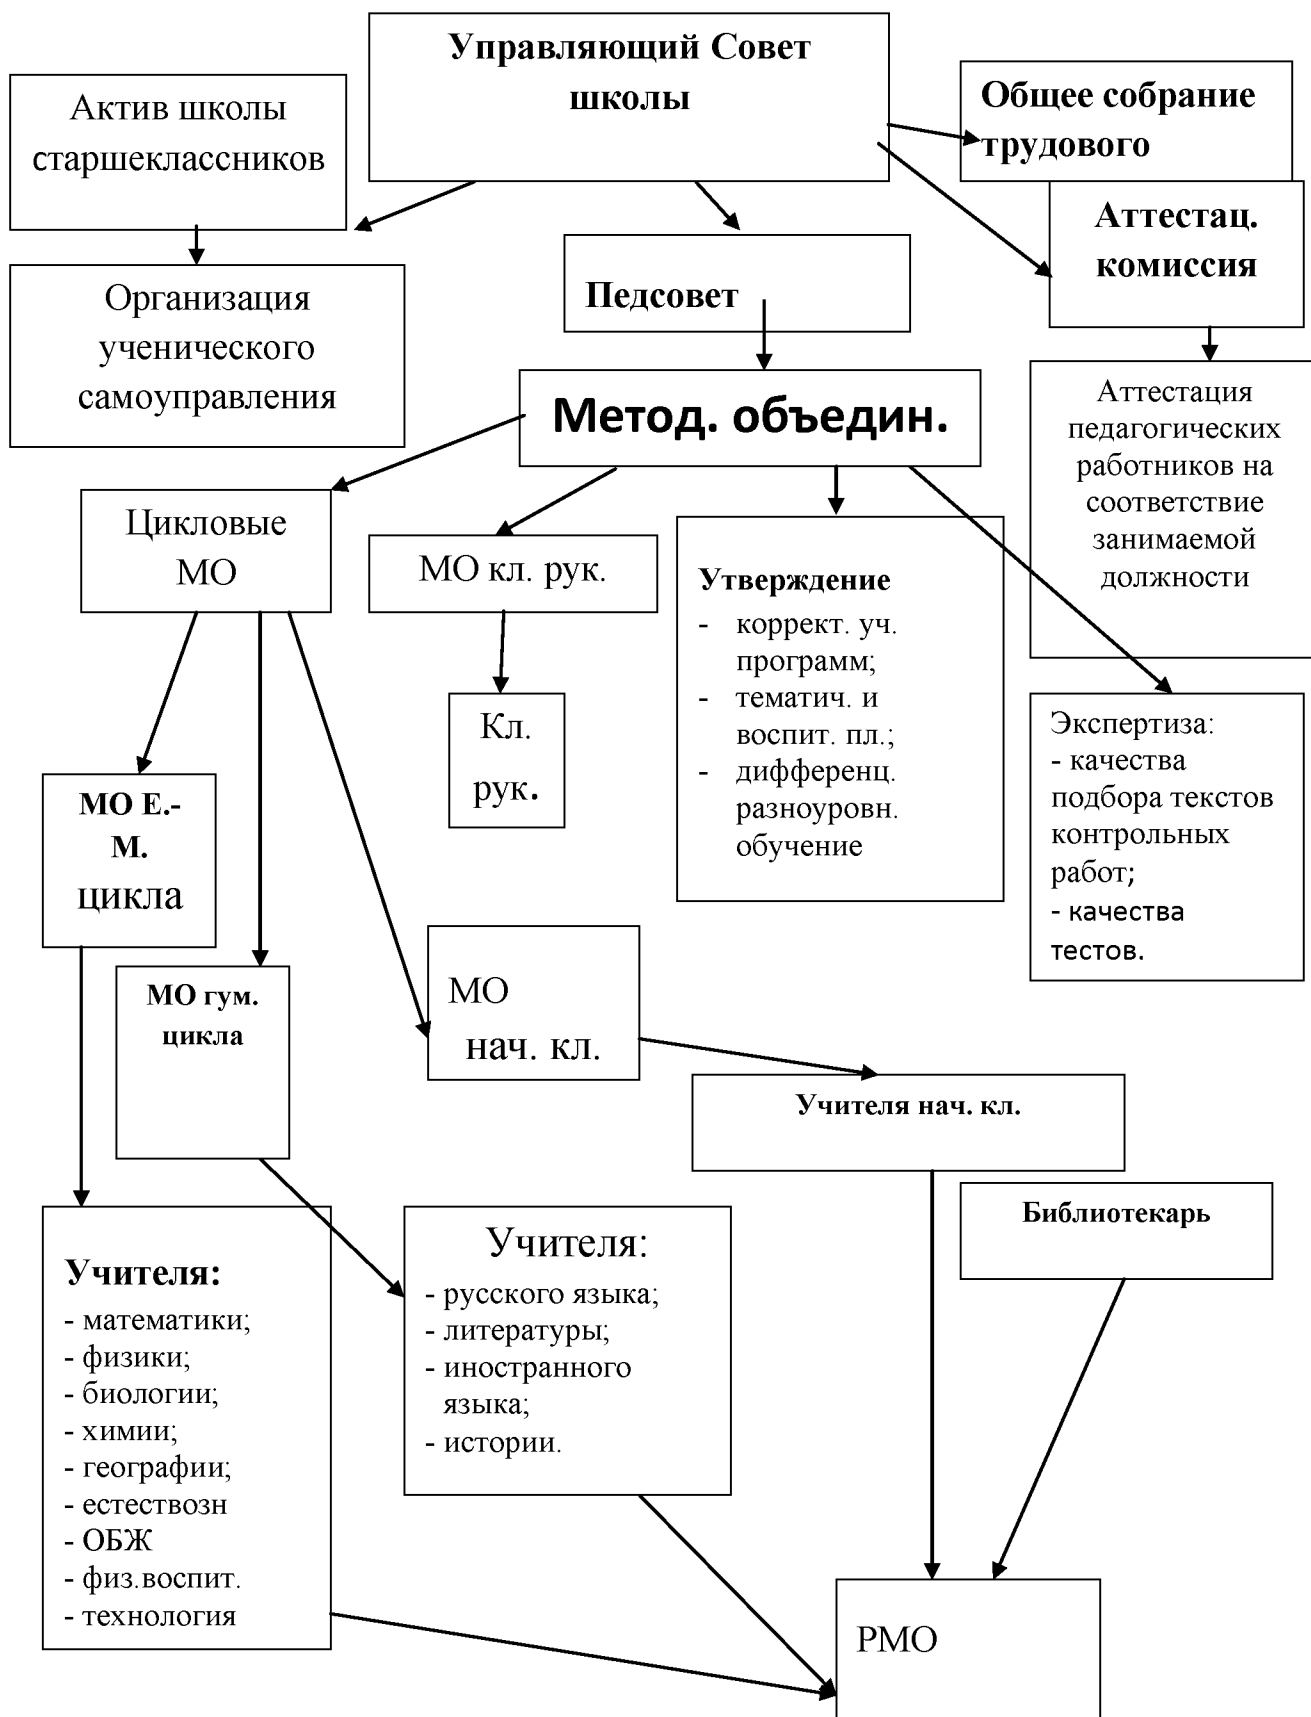 Управляющий Совет
школы
Актив школы
старшеклассников
Общее собрание
трудового
Аттестац.
комиссия
Организация
ученического
самоуправления
Педсовет
Метод. объедин.
Аттестация
педагогических
работников на
соответствие
занимаемой
должности
Цикловые
МО
МО кл. рук.
Утверждение
- коррект. уч.
программ;
- тематич. и
воспит. пл.;
- дифференц.
разноуровн.
обучение
Кл.
рук.
Экспертиза:
- качества
подбора текстов
контрольных
работ;
- качества
тестов.
МО Е.-
М.
цикла
МО гум.
цикла
МО
нач. кл.
Учителя нач. кл.
Библиотекарь
Учителя:
- математики;
- физики;
- биологии;
- химии;
- географии;
- естествозн
- ОБЖ
- физ.воспит.
- технология
Учителя:
- русского языка;
- литературы;
- иностранного
языка;
- истории.
РМО